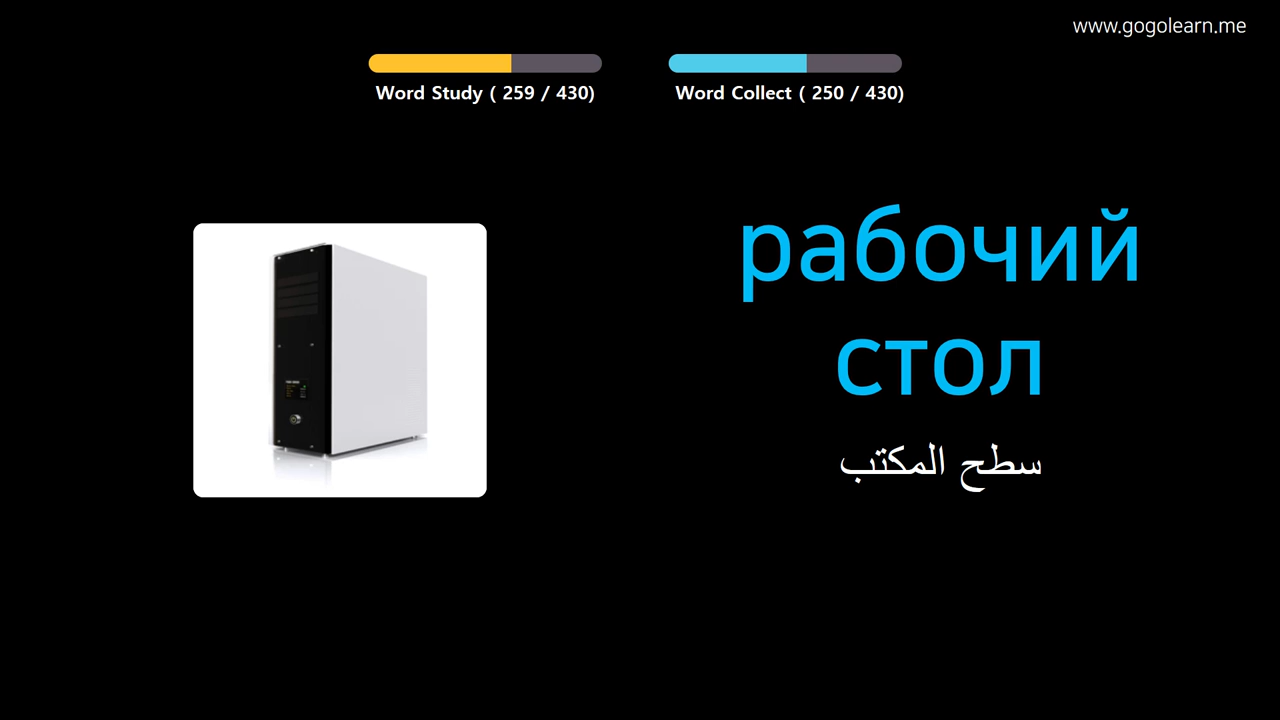 www.gogolearn.me
Word Study ( 259 / 430)
Word Collect ( 250 / 430)
рабочий
стол
سطح المكتب